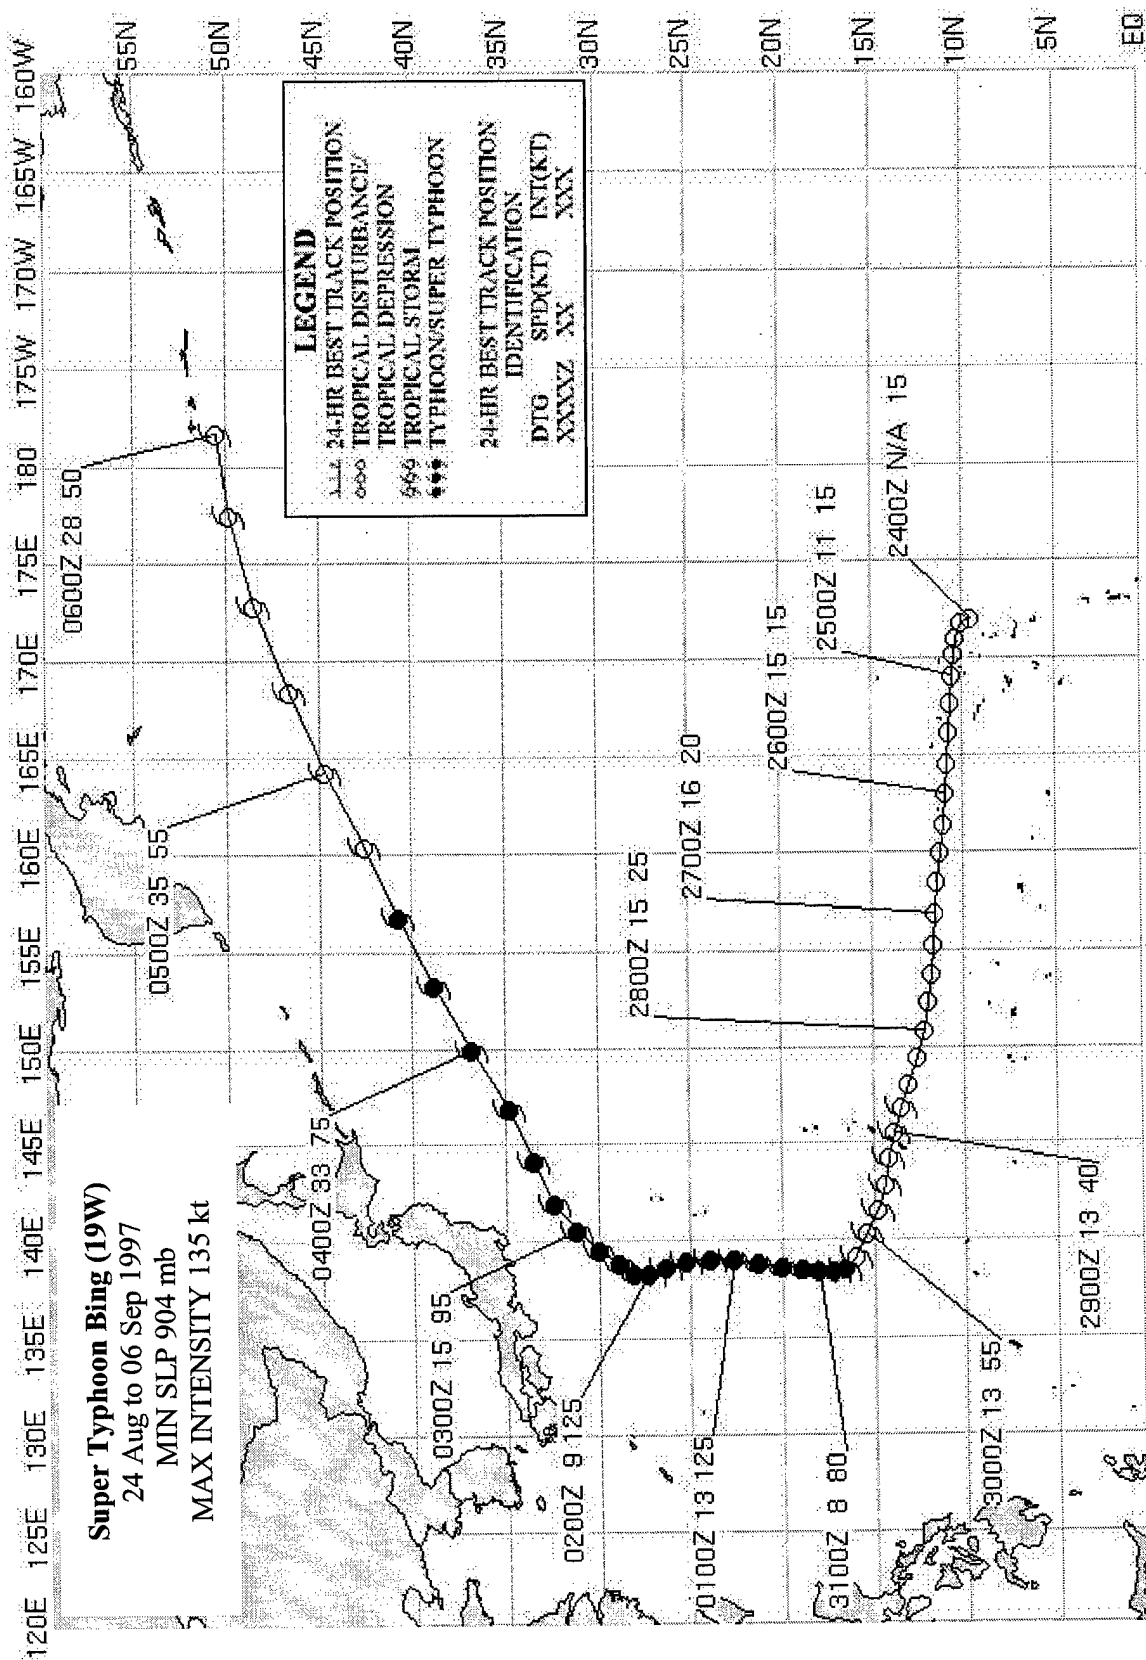 Super Typhoon Bing (19W)
24 Aug to 06 Sep 1997
MIN SLP 904 mb
MAX INTENSITY 135 kt
120E 125E 130E 135E 140E 145E 150E 155E 160E 165E 170E 175E 180 175W 170W 165W 160W
55N
50N
45N
40N
35N
30N
25N
20N
15N
10N
5N
EQ
LEGEND
24-HR BEST TRACK POSITION
TROPICAL DISTURBANCE/
TROPICAL DEPRESSION
TROPICAL STORM
TYPHOON/SUPER TYPHOON
24-HR BEST TRACK POSITION
IDENTIFICATION
DTG SPD(KT) INT(KT)
XXXXZ XX XXX
0600Z 28 50
0500Z 35 55
0400Z 33 75
0300Z 15 95
0200Z 9 125
0100Z 13 125
3100Z 8 80
3000Z 13 55
2900Z 13 40
2800Z 15 25
2700Z 16 20
2600Z 15 15
2500Z 11 15
2400Z N/A 15